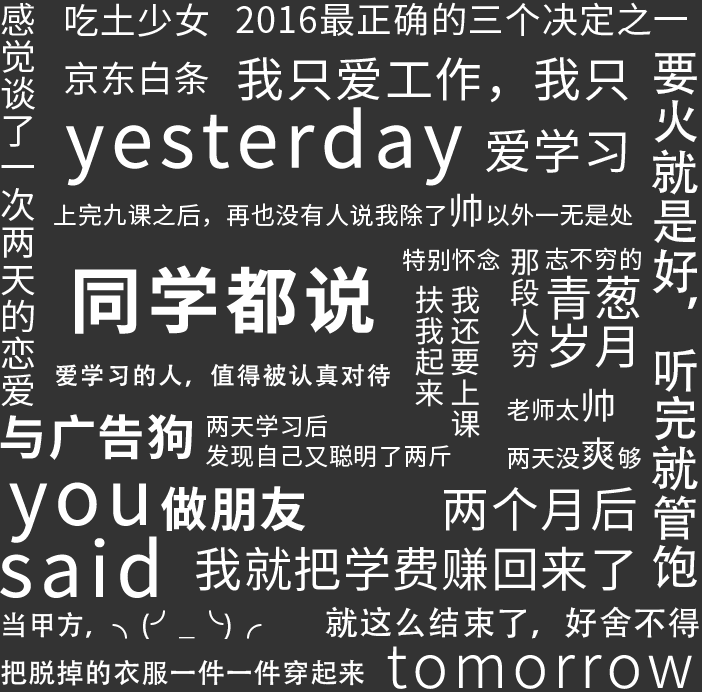 感觉谈了一次两天的恋爱
吃土少女
2016最正确的三个决定之一
京东白条
我只爱工作，我只
爱学习
yesterday
要火就是好，听完就管饱
上完九课之后，再也没有人说我除了帅以外一无是处
同学都说
特别怀念
那段人穷
志不穷的
青葱
岁月
扶我起来
我还要上课
爱学习的人，值得被认真对待
老师太帅
两天没爽够
与广告狗
做朋友
两天学习后
发现自己又聪明了两斤
you
said
两个月后
我就把学费赚回来了
当甲方，╮(╯_╰)╭
把脱掉的衣服一件一件穿起来
就这么结束了，好舍不得
tomorrow